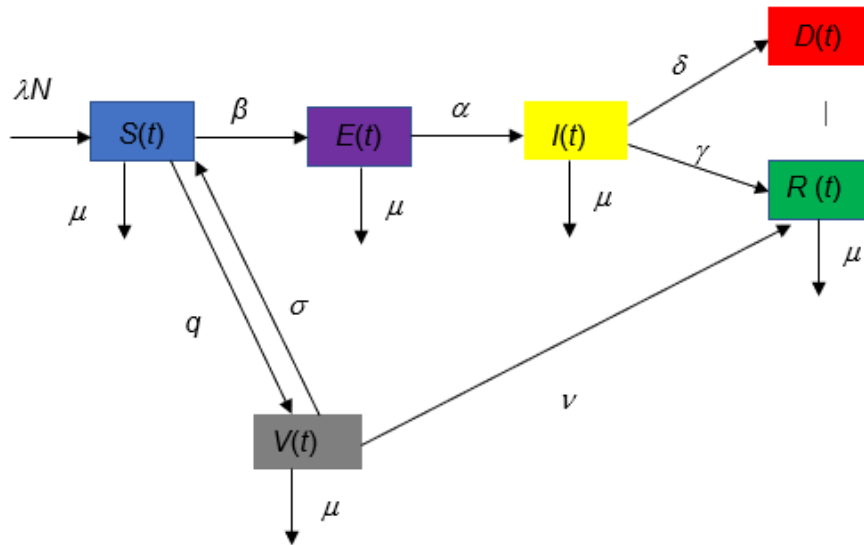 D(t)
δ
λN
S(t)
β
E(t)
α
I(t)
|
γ
R (t)
μ
μ
μ
μ
q
σ
ν
V(t)
μ